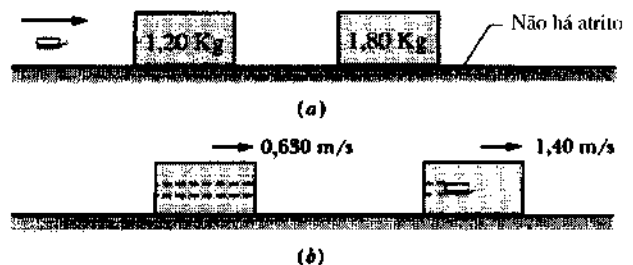 1,20 Kg
1,80 Kg
Não há atrito
(a)
0,630 m/s
1,40 m/s
(b)